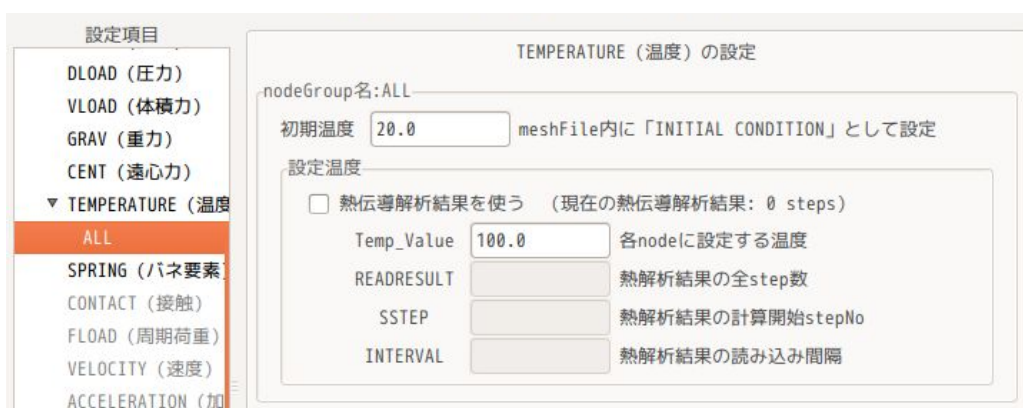 設定項目
DLOAD (圧力)
VLOAD (体積力)
GRAV (重力)
CENT (遠心力)
▼ TEMPERATURE (温度
ALL
SPRING (バネ要素)
CONTACT (接触)
FLOAD (周期荷重)
VELOCITY (速度)
ACCELERATION (加
TEMPERATURE (温度) の設定
nodeGroup名:ALL
初期温度 20.0 meshFile内に「INITIAL CONDITION」として設定
設定温度
熱伝導解析結果を使う (現在の熱伝導解析結果: 0 steps)
Temp_Value 100.0 各nodeに設定する温度
READRESULT 熱解析結果の全step数
SSTEP 熱解析結果の計算開始stepNo
INTERVAL 熱解析結果の読み込み間隔